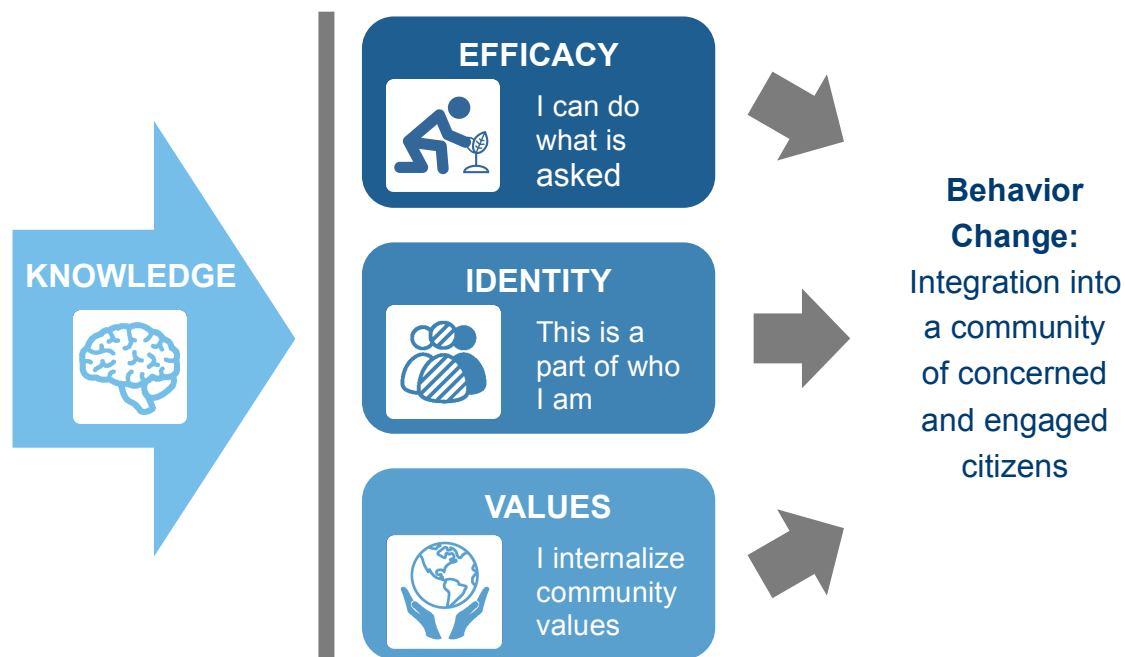 KNOWLEDGE
EFFICACY
I can do
what is
asked
IDENTITY
This is a
part of who
I am
VALUES
I internalize
community
values
Behavior
Change:
Integration into
a community
of concerned
and engaged
citizens